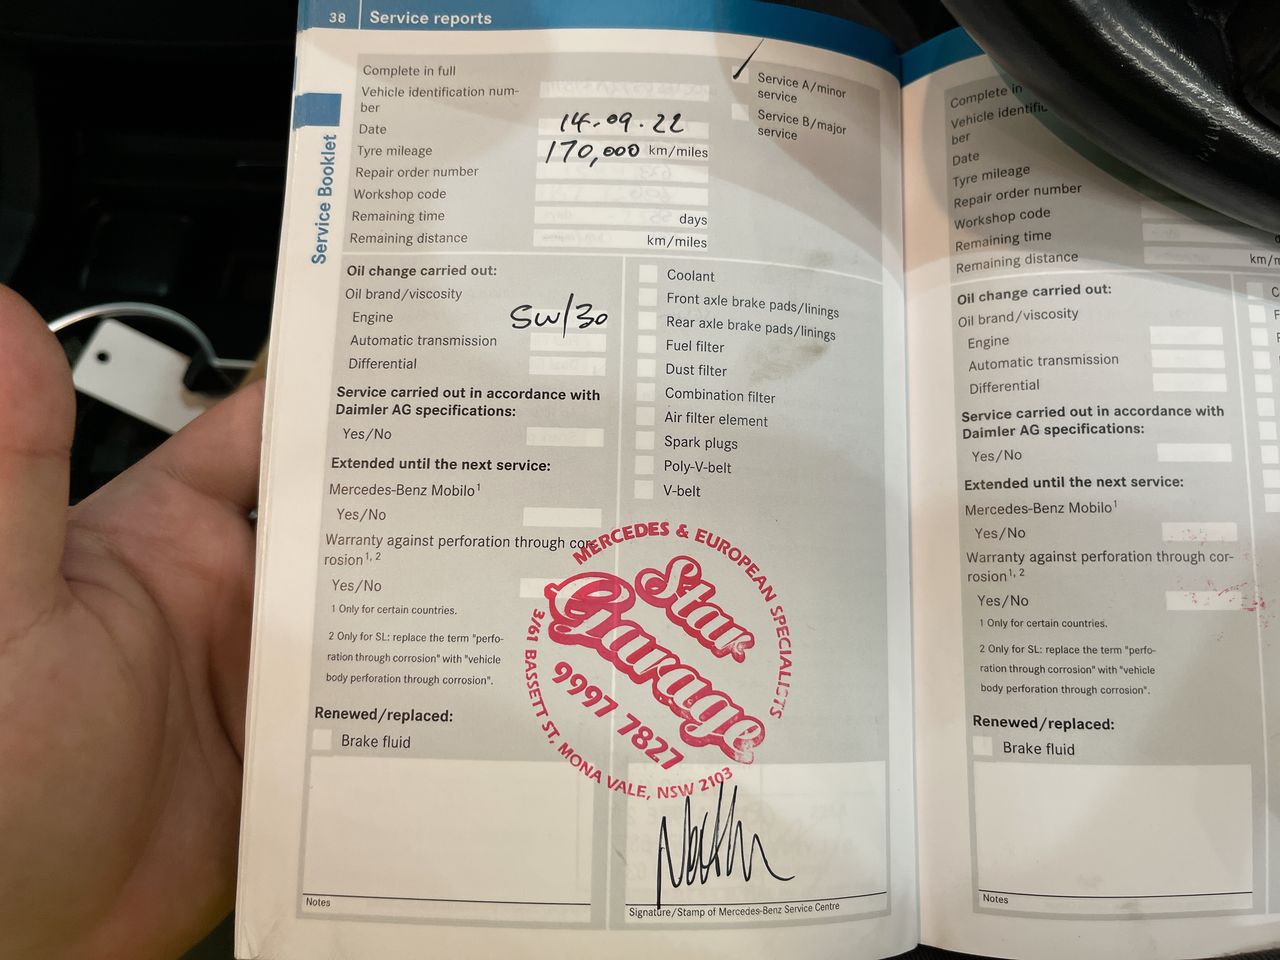 38 Service reports
Service Booklet
Complete in full
Vehicle identification num-
ber
Date 14.09.22
Tyre mileage 170,000 km/miles
Repair order number
Workshop code
Remaining time days
Remaining distance km/miles
Service A/minor
service
Service B/major
service
Oil change carried out:
Oil brand/viscosity
Engine 5W/30
Automatic transmission
Differential
Service carried out in accordance with
Daimler AG specifications:
Yes/No
Extended until the next service:
Mercedes-Benz Mobilo1
Yes/No
Warranty against perforation through cor-
rosion1, 2
Yes/No
1 Only for certain countries.
2 Only for SL: replace the term "perfo-
ration through corrosion" with "vehicle
body perforation through corrosion".
Renewed/replaced:
Brake fluid
Notes
Coolant
Front axle brake pads/linings
Rear axle brake pads/linings
Fuel filter
Dust filter
Combination filter
Air filter element
Spark plugs
Poly-V-belt
V-belt
MERCEDES & EUROPEAN SPECIALISTS
Star
Garage
9997 7827
3/61 BASSETT ST, MONA VALE, NSW 2103
Signature/Stamp of Mercedes-Benz Service Centre
Complete in
Vehicle identific
ber
Date
Tyre mileage
Repair order number
Workshop code
Remaining time
Remaining distance km/m
Oil change carried out:
Oil brand/viscosity
Engine
Automatic transmission
Differential
Service carried out in accordance with
Daimler AG specifications:
Yes/No
Extended until the next service:
Mercedes-Benz Mobilo1
Yes/No
Warranty against perforation through cor-
rosion1, 2
Yes/No
1 Only for certain countries.
2 Only for SL: replace the term "perfo-
ration through corrosion" with "vehicle
body perforation through corrosion".
Renewed/replaced:
Brake fluid
Notes